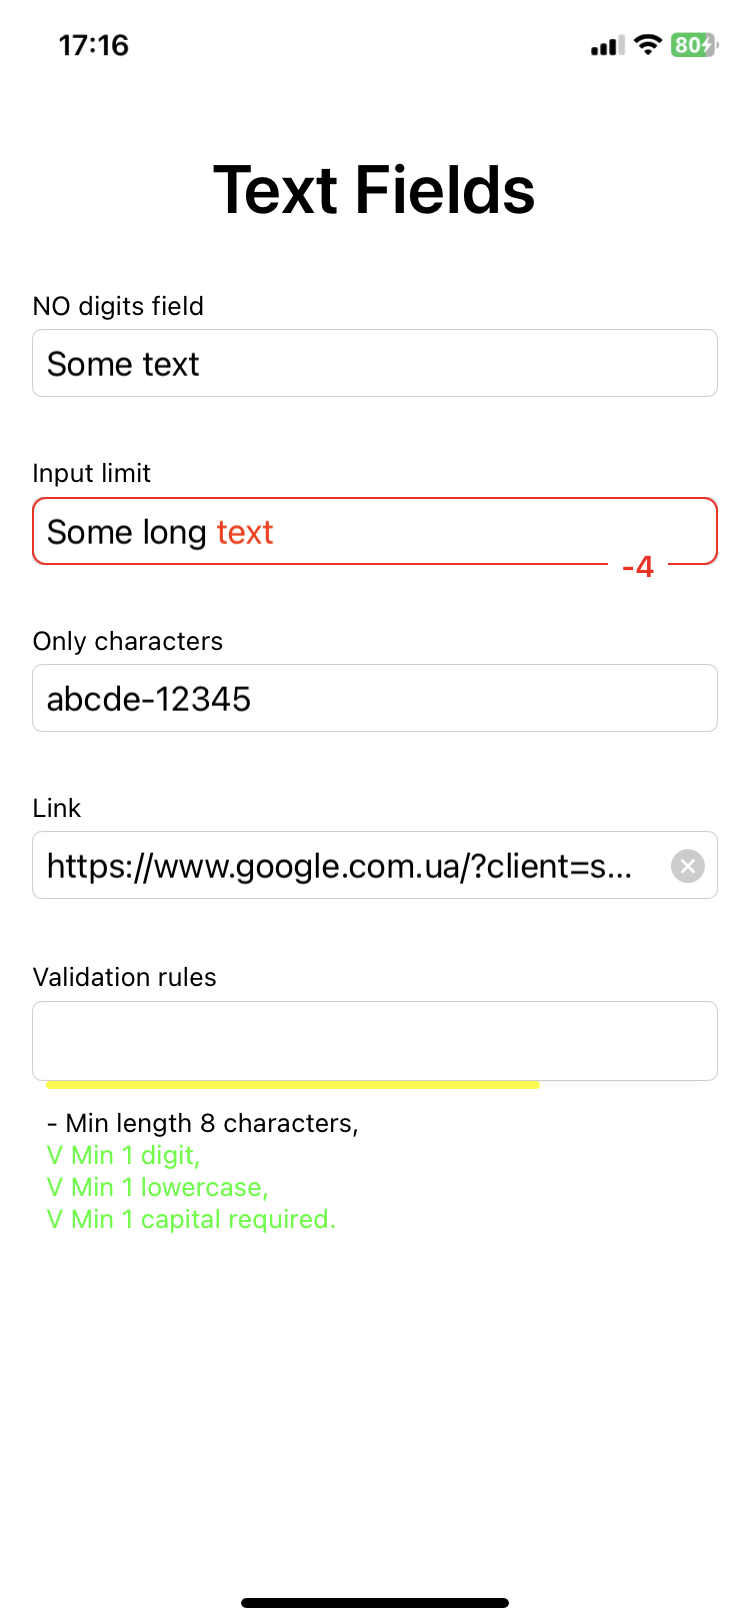 17:16
80
Text Fields
NO digits field
Some text
Input limit
Some long text
-4
Only characters
abcde-12345
Link
https://www.google.com.ua/?client=s...
Validation rules
- Min length 8 characters,
V Min 1 digit,
V Min 1 lowercase,
V Min 1 capital required.